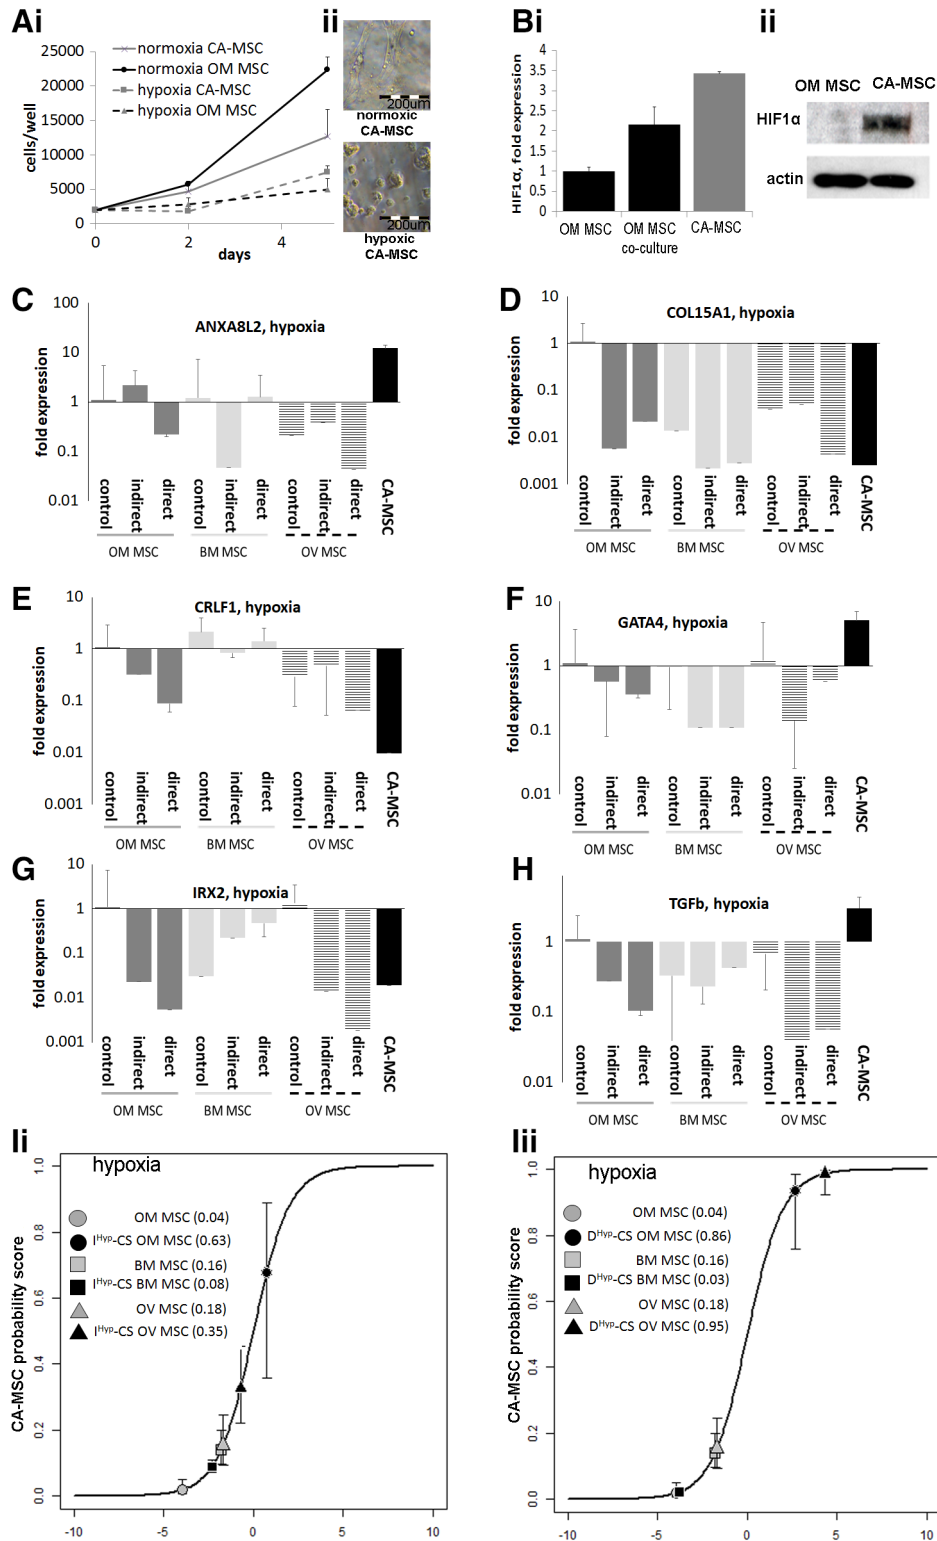 Ai
ii
Bi
ii
25000
20000
15000
10000
5000
0
cells/well
normoxia CA-MSC
normoxia OM MSC
hypoxia CA-MSC
hypoxia OM MSC
0
2
4
days
200um
normoxic
CA-MSC
200um
hypoxic
CA-MSC
HIF1α, fold expression
4
3.5
3
2.5
2
1.5
1
0.5
0
OM MSC
OM MSC
co-culture
CA-MSC
OM MSC
CA-MSC
HIF1α
actin
C
ANXA8L2, hypoxia
fold expression
100
10
1
0.1
0.01
control
indirect
direct
control
indirect
direct
control
indirect
direct
CA-MSC
OM MSC
BM MSC
OV MSC
D
COL15A1, hypoxia
fold expression
10
1
0.1
0.01
0.001
control
indirect
direct
control
indirect
direct
control
indirect
direct
CA-MSC
OM MSC
BM MSC
OV MSC
E
CRLF1, hypoxia
fold expression
10
1
0.1
0.01
0.001
control
indirect
direct
control
indirect
direct
control
indirect
direct
CA-MSC
OM MSC
BM MSC
OV MSC
F
GATA4, hypoxia
fold expression
10
1
0.1
0.01
control
indirect
direct
control
indirect
direct
control
indirect
direct
CA-MSC
OM MSC
BM MSC
OV MSC
G
IRX2, hypoxia
fold expression
10
1
0.1
0.01
0.001
control
indirect
direct
control
indirect
direct
control
indirect
direct
CA-MSC
OM MSC
BM MSC
OV MSC
H
TGFb, hypoxia
fold expression
1
0.1
0.01
control
indirect
direct
control
indirect
direct
control
indirect
direct
CA-MSC
OM MSC
BM MSC
OV MSC
Ii
hypoxia
CA-MSC probability score
1.0
0.8
0.6
0.4
0.2
0.0
OM MSC (0.04)
I^Hyp-CS OM MSC (0.63)
BM MSC (0.16)
I^Hyp-CS BM MSC (0.08)
OV MSC (0.18)
I^Hyp-CS OV MSC (0.35)
-10
-5
0
5
10
Iii
hypoxia
CA-MSC probability score
1.0
0.8
0.6
0.4
0.2
0.0
OM MSC (0.04)
D^Hyp-CS OM MSC (0.86)
BM MSC (0.16)
D^Hyp-CS BM MSC (0.03)
OV MSC (0.18)
D^Hyp-CS OV MSC (0.95)
-10
-5
0
5
10